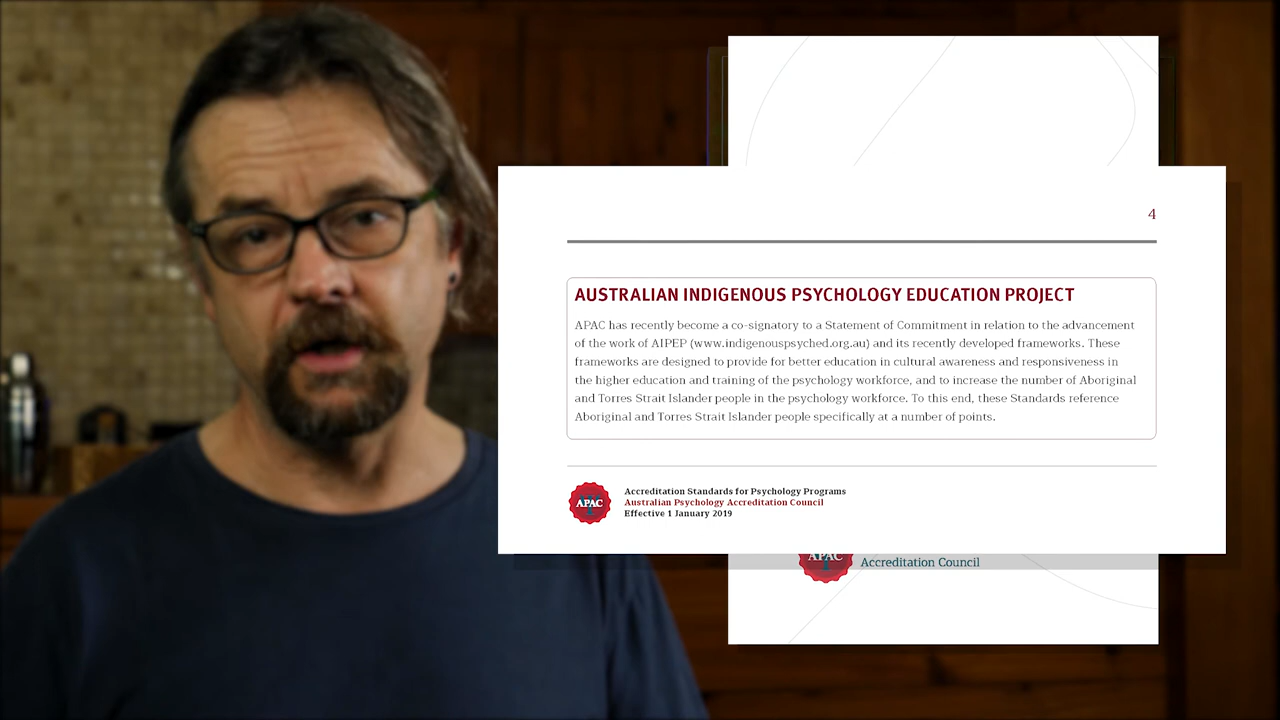 4
AUSTRALIAN INDIGENOUS PSYCHOLOGY EDUCATION PROJECT
APAC has recently become a co-signatory to a Statement of Commitment in relation to the advancement
of the work of AIPEP (www.indigenouspsyched.org.au) and its recently developed frameworks. These
frameworks are designed to provide for better education in cultural awareness and responsiveness in
the higher education and training of the psychology workforce, and to increase the number of Aboriginal
and Torres Strait Islander people in the psychology workforce. To this end, these Standards reference
Aboriginal and Torres Strait Islander people specifically at a number of points.
APAC
Accreditation Standards for Psychology Programs
Australian Psychology Accreditation Council
Effective 1 January 2019
APAC
Accreditation Council